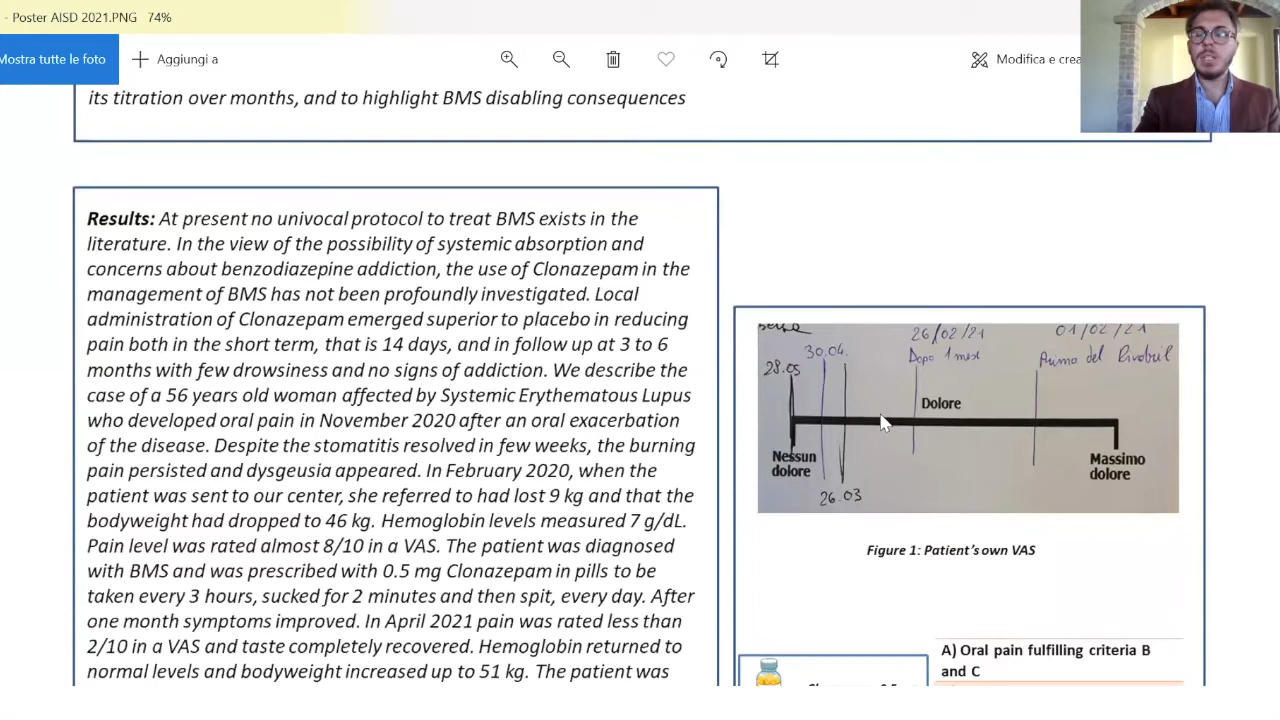 - Poster AISD 2021.PNG 74%
Mostra tutte le foto
Aggiungi a
Modifica e crea
its titration over months, and to highlight BMS disabling consequences
Results: At present no univocal protocol to treat BMS exists in the
literature. In the view of the possibility of systemic absorption and
concerns about benzodiazepine addiction, the use of Clonazepam in the
management of BMS has not been profoundly investigated. Local
administration of Clonazepam emerged superior to placebo in reducing
pain both in the short term, that is 14 days, and in follow up at 3 to 6
months with few drowsiness and no signs of addiction. We describe the
case of a 56 years old woman affected by Systemic Erythematous Lupus
who developed oral pain in November 2020 after an oral exacerbation
of the disease. Despite the stomatitis resolved in few weeks, the burning
pain persisted and dysgeusia appeared. In February 2020, when the
patient was sent to our center, she referred to had lost 9 kg and that the
bodyweight had dropped to 46 kg. Hemoglobin levels measured 7 g/dL.
Pain level was rated almost 8/10 in a VAS. The patient was diagnosed
with BMS and was prescribed with 0.5 mg Clonazepam in pills to be
taken every 3 hours, sucked for 2 minutes and then spit, every day. After
one month symptoms improved. In April 2021 pain was rated less than
2/10 in a VAS and taste completely recovered. Hemoglobin returned to
normal levels and bodyweight increased up to 51 kg. The patient was
26/02/21
01/02/21
30.04.
Dopo 1 mese
Prima del Rivotril
28.05
Dolore
Nessun
dolore
Massimo
dolore
26.03
Figure 1: Patient's own VAS
A) Oral pain fulfilling criteria B
and C